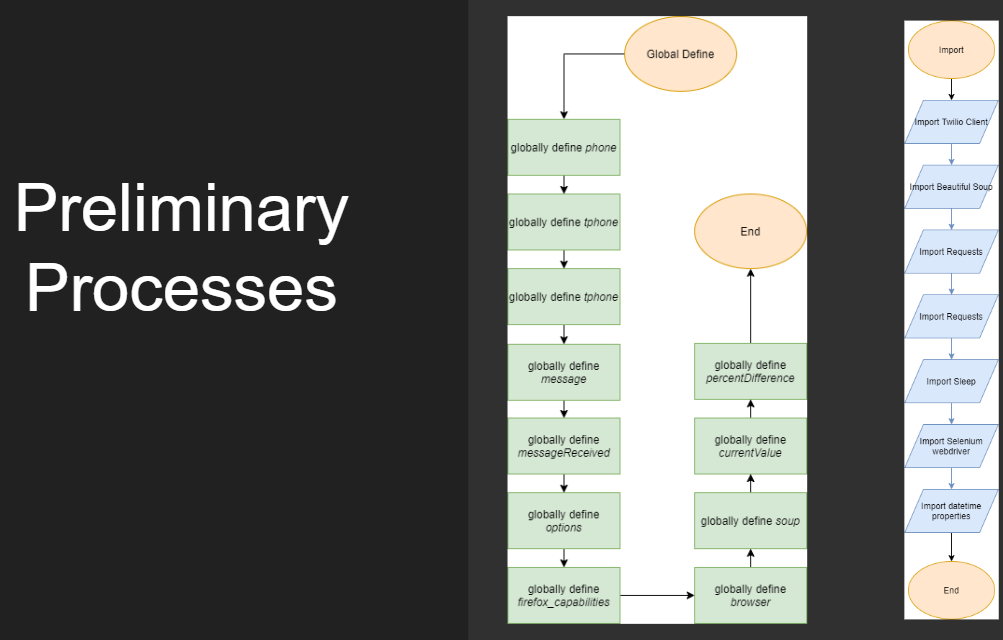 Preliminary
Processes
Global Define
globally define phone
globally define tphone
globally define tphone
globally define
message
globally define
messageReceived
globally define
options
globally define
firefox_capabilities
globally define
browser
globally define soup
globally define
currentValue
globally define
percentDifference
End
Import
Import Twilio Client
Import Beautiful Soup
Import Requests
Import Requests
Import Sleep
Import Selenium
webdriver
Import datetime
properties
End